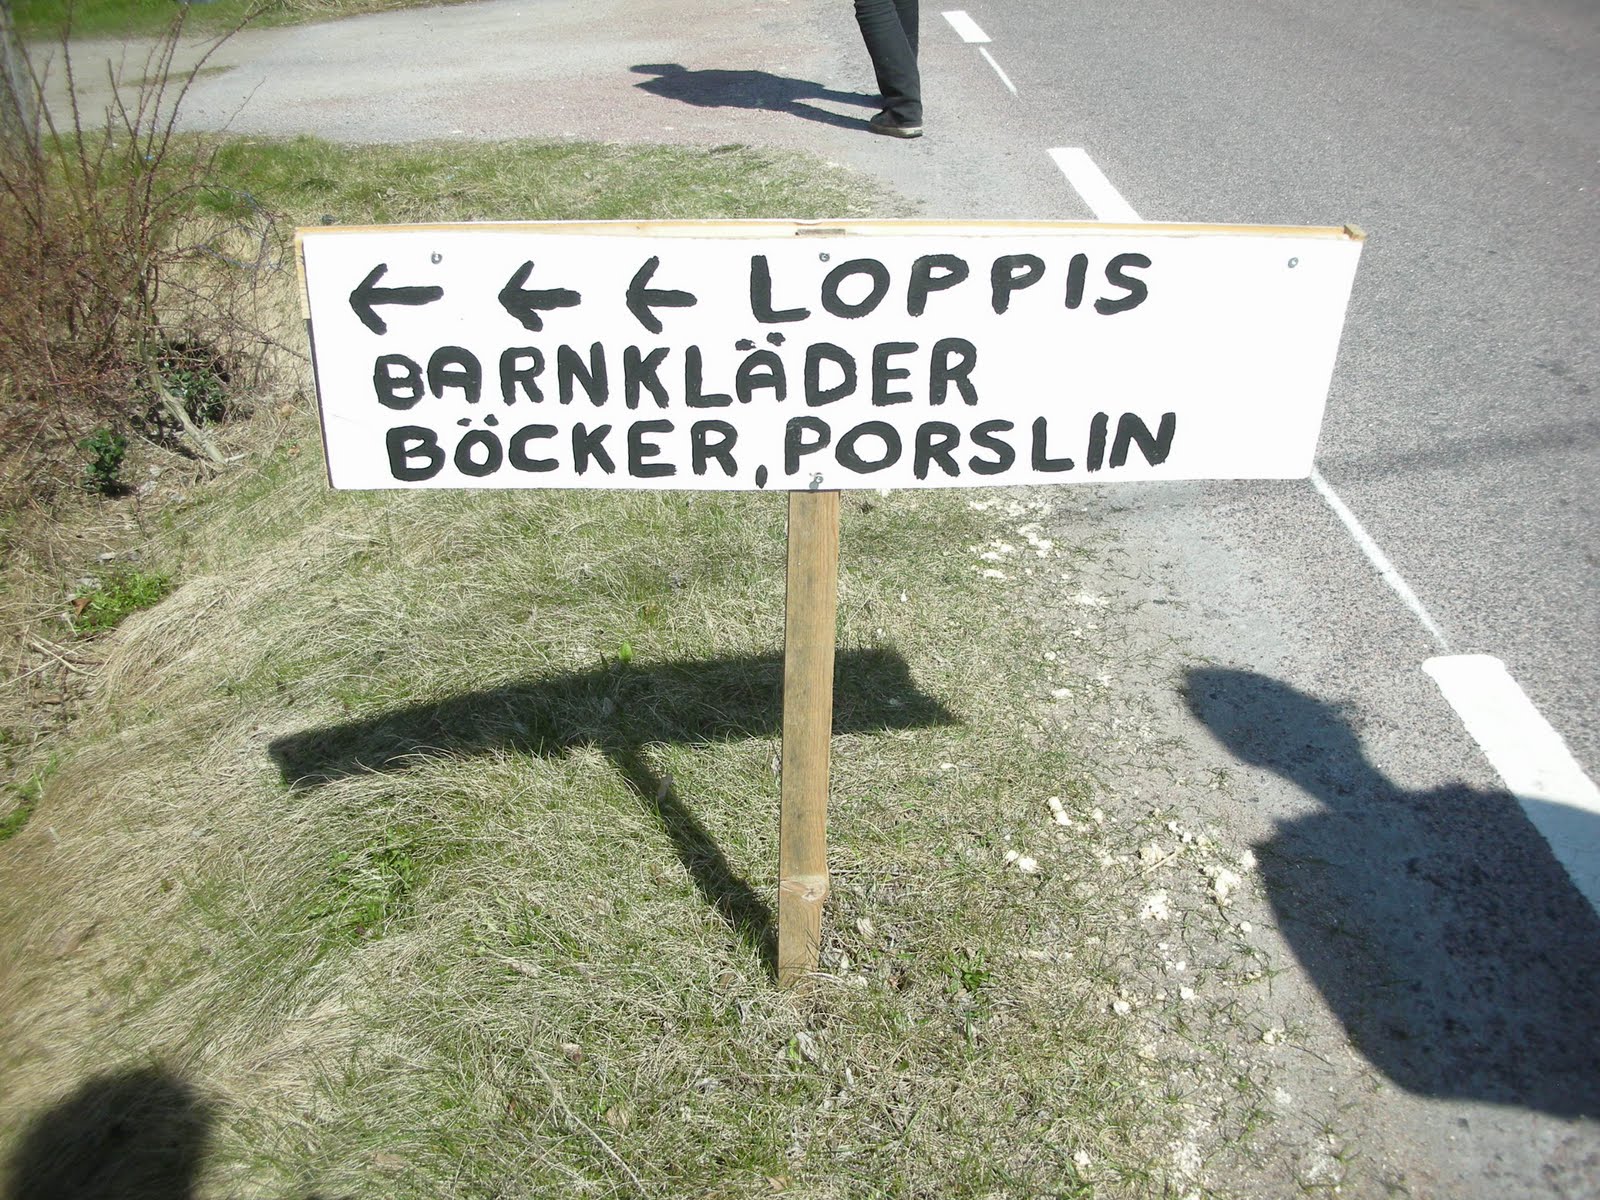 ← ← ← LOPPIS
BARNKLÄDER
BÖCKER, PORSLIN